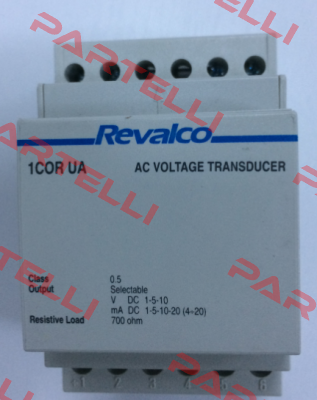 PARTELLI
Revalco
1COR UA AC VOLTAGE TRANSDUCER
PARTELLI
Class 0.5
Output Selectable
V DC 1-5-10
mA DC 1-5-10-20 (4÷20)
Resistive Load 700 ohm
1 2 3 4 5 6